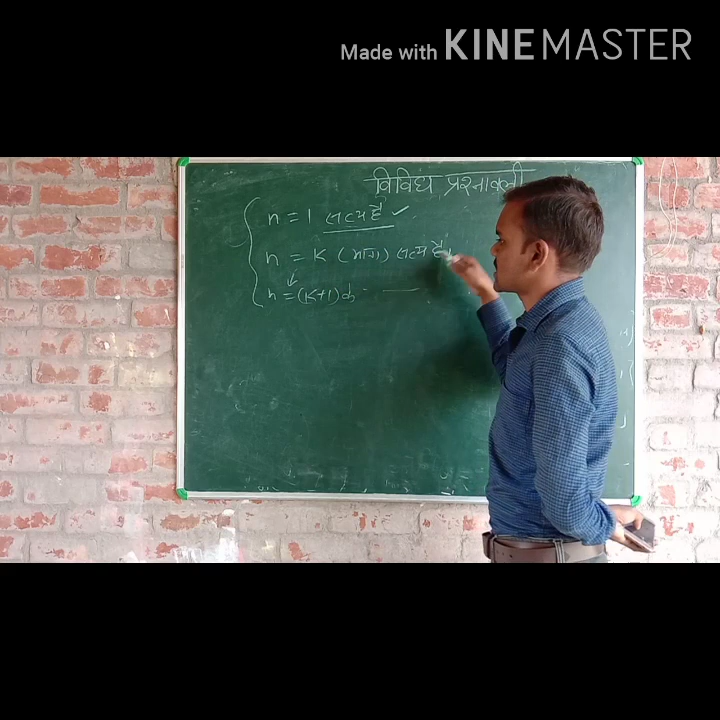 Made with KINEMASTER
विविध प्रश्नावली
n = 1 सत्य है ✓
n = K (माना) सत्य है।
n = (K+1) के